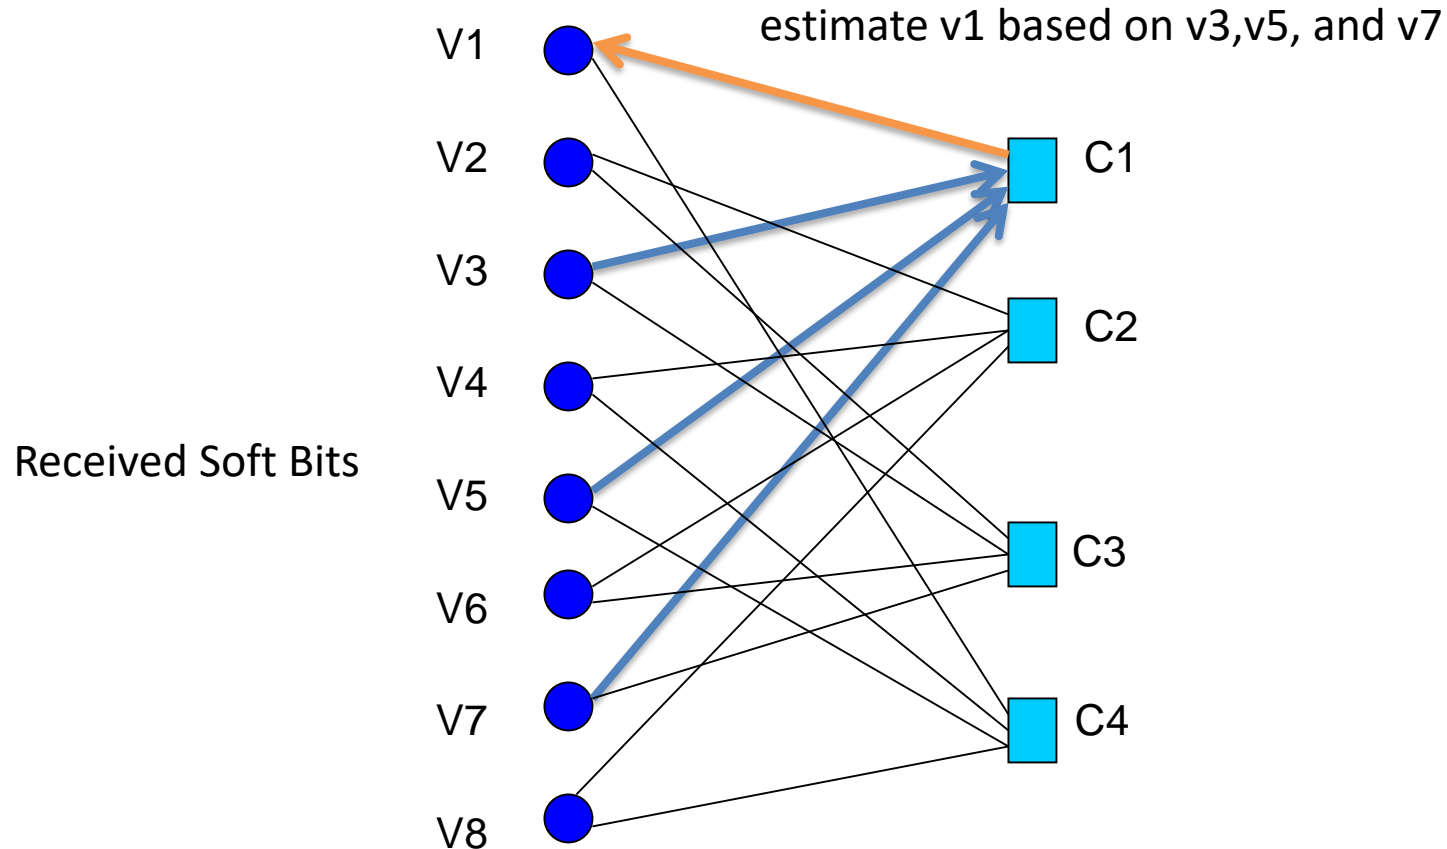 estimate v1 based on v3,v5, and v7
V1
V2
C1
V3
C2
V4
Received Soft Bits
V5
C3
V6
V7
C4
V8